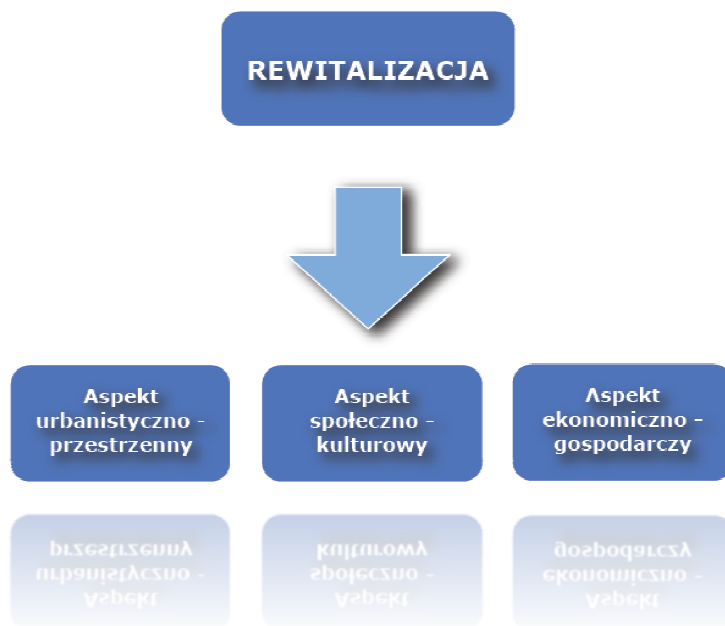 REWITALIZACJA
Aspekt
urbanistyczno -
przestrzenny
Aspekt
społeczno -
kulturowy
Aspekt
ekonomiczno -
gospodarczy